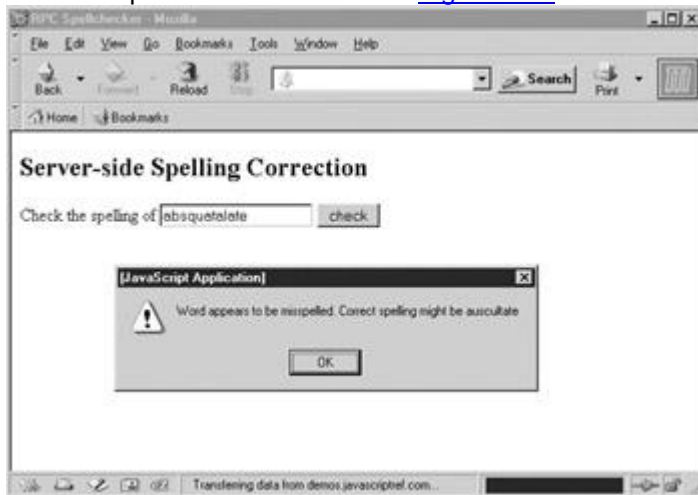 RPC Spellchecker - Mozilla
File Edit View Go Bookmarks Tools Window Help
Back Forward Reload Stop Search Print
Home Bookmarks
Server-side Spelling Correction
Check the spelling of absquatalate check
[JavaScript Application]
Word appears to be misspelled. Correct spelling might be auscultate
OK
Transferring data from demos.javascriptref.com...